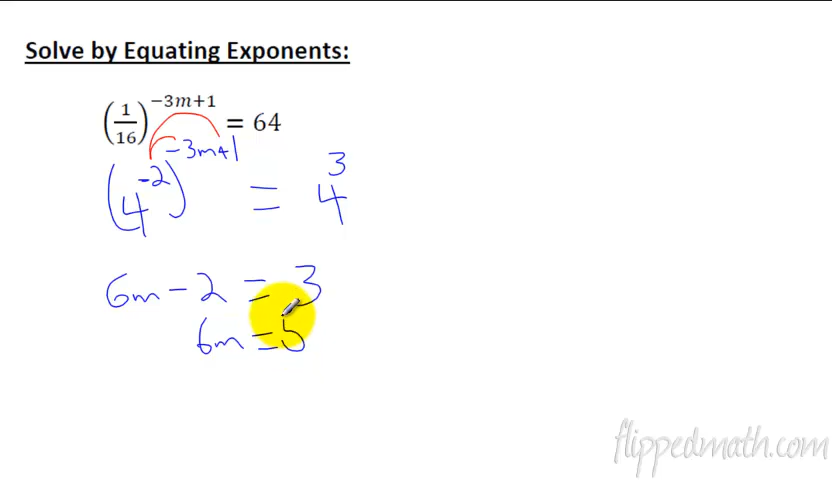 Solve by Equating Exponents:
(1/16)^(−3m+1) = 64
(4^(-2))^(-3m+1) = 4^3
6m - 2 = 3
6m = 5
flippedmath.com